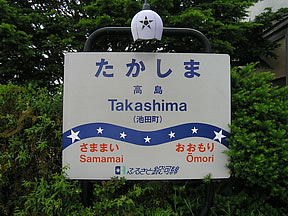 たかしま
高島
Takashima
(池田町)
さままい おおもり
Samamai Ōmori
ふるさと銀河線